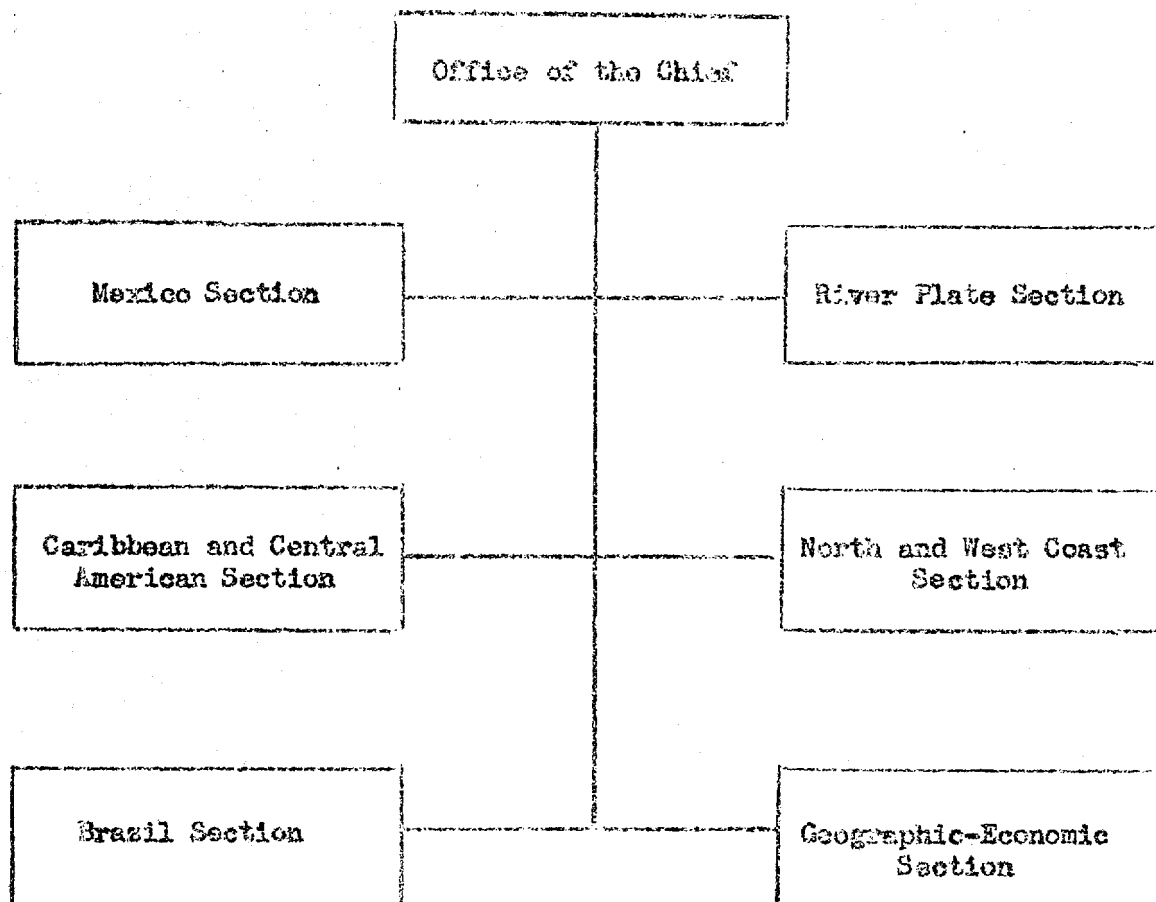 Office of the Chief
Mexico Section
River Plate Section
Caribbean and Central
American Section
North and West Coast
Section
Brazil Section
Geographic-Economic
Section